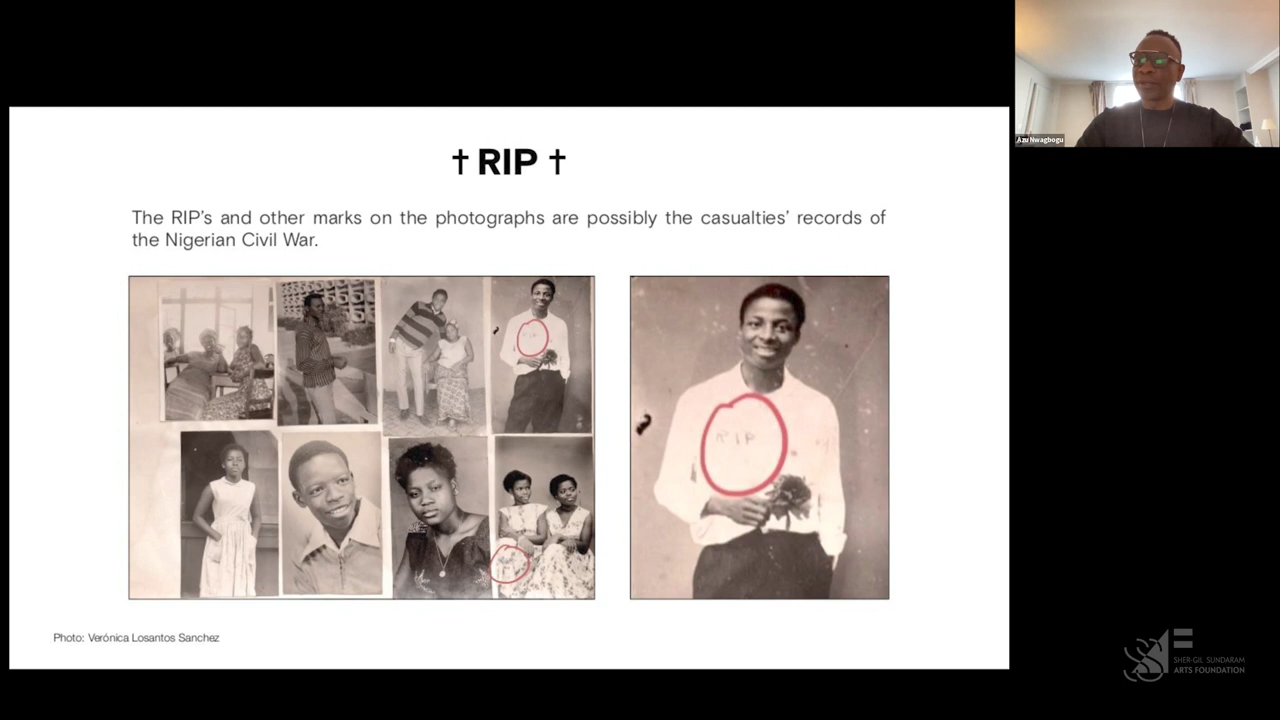 † RIP †
The RIP's and other marks on the photographs are possibly the casualties' records of
the Nigerian Civil War.
RIP
Photo: Verónica Losantos Sanchez
Azu Nwagbogu
SHER-GIL SUNDARAM
ARTS FOUNDATION